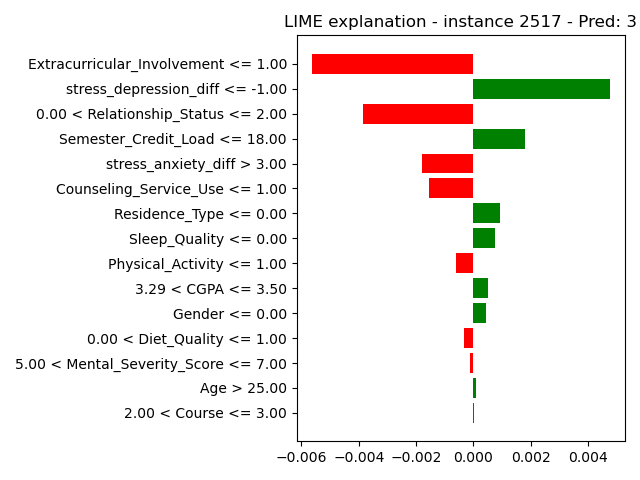 LIME explanation - instance 2517 - Pred: 3
Extracurricular_Involvement <= 1.00
stress_depression_diff <= -1.00
0.00 < Relationship_Status <= 2.00
Semester_Credit_Load <= 18.00
stress_anxiety_diff > 3.00
Counseling_Service_Use <= 1.00
Residence_Type <= 0.00
Sleep_Quality <= 0.00
Physical_Activity <= 1.00
3.29 < CGPA <= 3.50
Gender <= 0.00
0.00 < Diet_Quality <= 1.00
5.00 < Mental_Severity_Score <= 7.00
Age > 25.00
2.00 < Course <= 3.00
−0.006 −0.004 −0.002 0.000 0.002 0.004